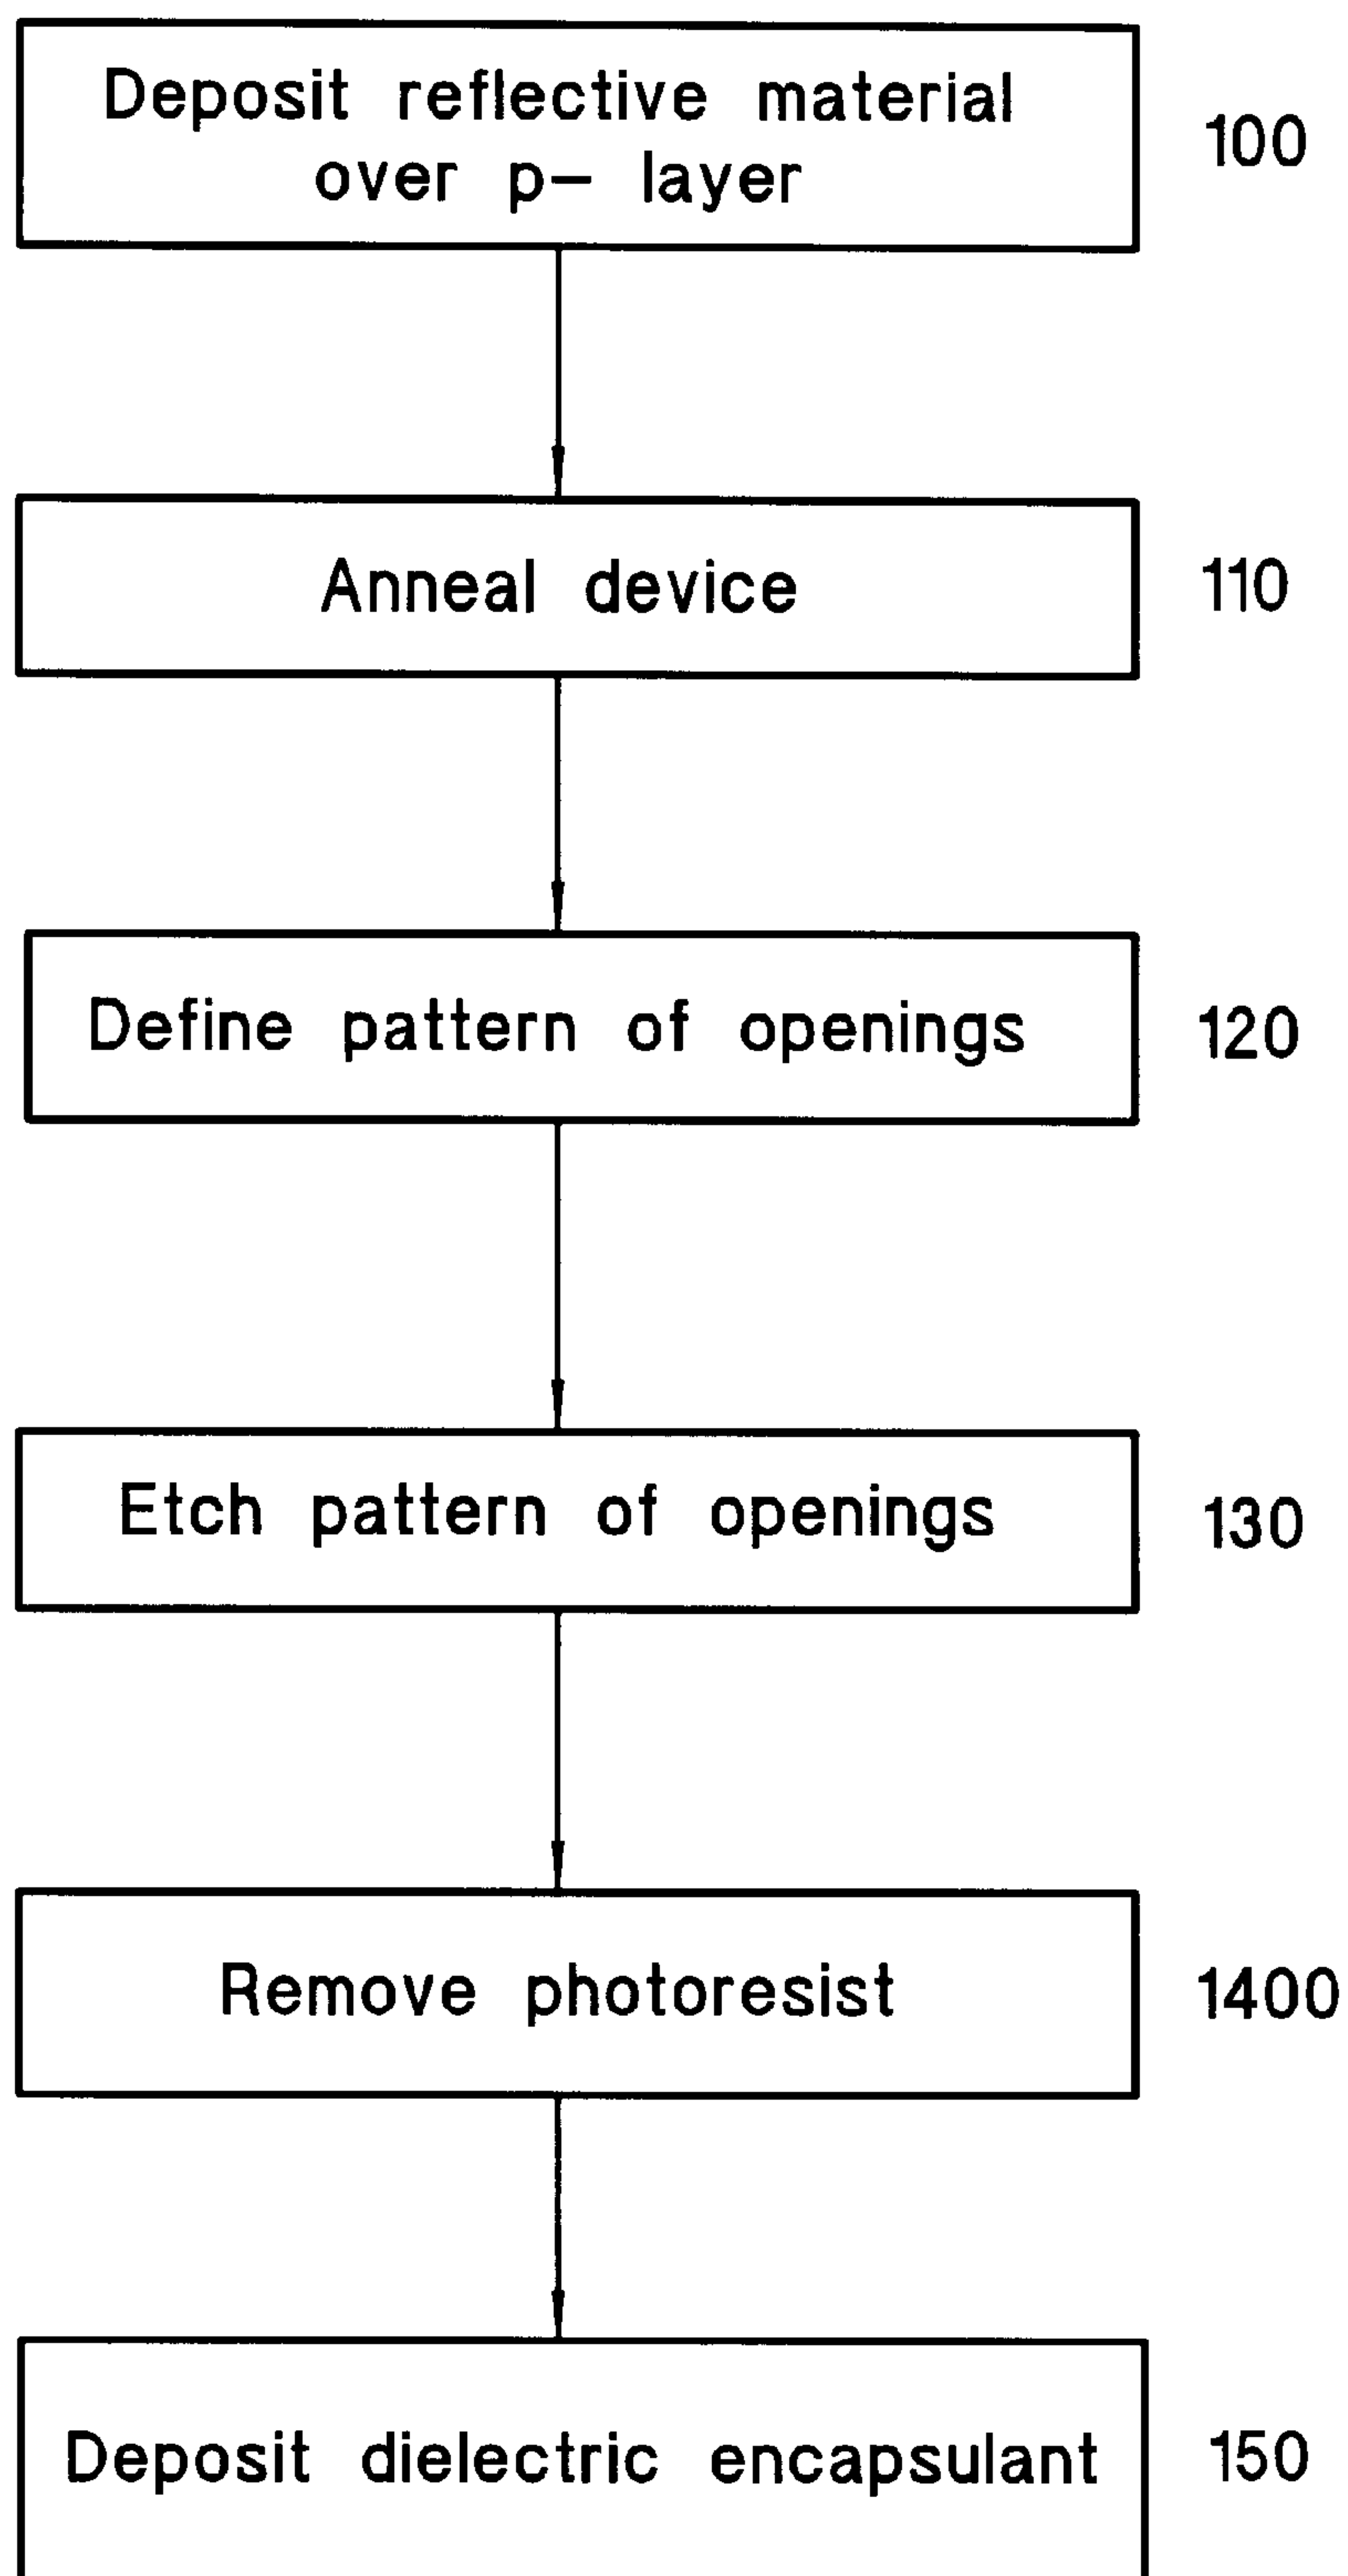 Deposit reflective material
over p- layer
100
Anneal device
110
Define pattern of openings
120
Etch pattern of openings
130
Remove photoresist
1400
Deposit dielectric encapsulant
150